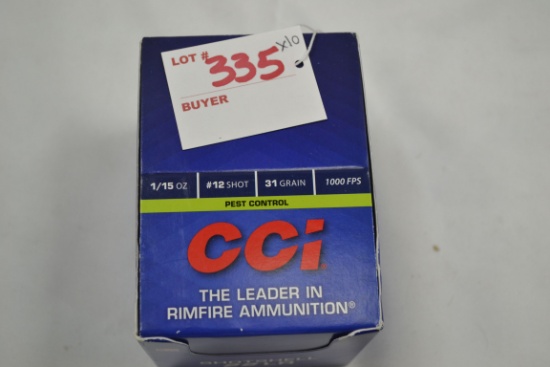 LOT # 335 x10
BUYER
1/15 OZ #12 SHOT 31 GRAIN 1000 FPS
PEST CONTROL
CCi
THE LEADER IN
RIMFIRE AMMUNITION®
SHOTSHELL